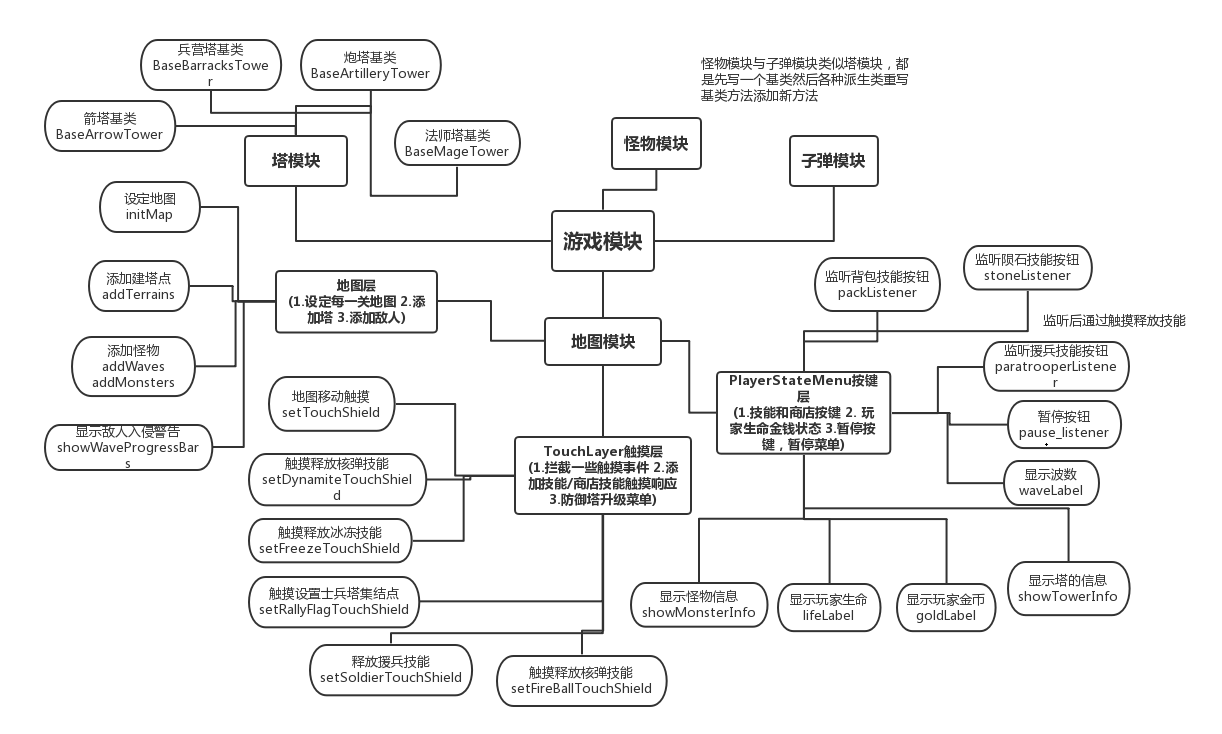 兵营塔基类
BaseBarracksTowe
r
炮塔基类
BaseArtilleryTower
怪物模块与子弹模块类似塔模块，都
是先写一个基类然后各种派生类重写
基类方法添加新方法
箭塔基类
BaseArrowTower
塔模块
法师塔基类
BaseMageTower
怪物模块
子弹模块
设定地图
initMap
游戏模块
添加建塔点
addTerrains
地图层
(1.设定每一关地图 2.添
加塔 3.添加敌人)
监听背包技能按钮
packListener
监听陨石技能按钮
stoneListener
监听后通过触摸释放技能
地图模块
添加怪物
addWaves
addMonsters
监听援兵技能按钮
paratrooperListene
r
PlayerStateMenu按键
层
(1.技能和商店按键 2. 玩
家生命金钱状态 3.暂停按
键，暂停菜单)
地图移动触摸
setTouchShield
暂停按钮
pause_listener
显示敌人入侵警告
showWaveProgressBar
s
TouchLayer触摸层
(1.拦截一些触摸事件 2.添
加技能/商店技能触摸响应
3.防御塔升级菜单)
触摸释放核弹技能
setDynamiteTouchShiel
d
显示波数
waveLabel
触摸释放冰冻技能
setFreezeTouchShield
触摸设置士兵塔集结点
setRallyFlagTouchShield
显示怪物信息
showMonsterInfo
显示玩家生命
lifeLabel
显示玩家金币
goldLabel
显示塔的信息
showTowerInfo
释放援兵技能
setSoldierTouchShield
触摸释放核弹技能
setFireBallTouchShield